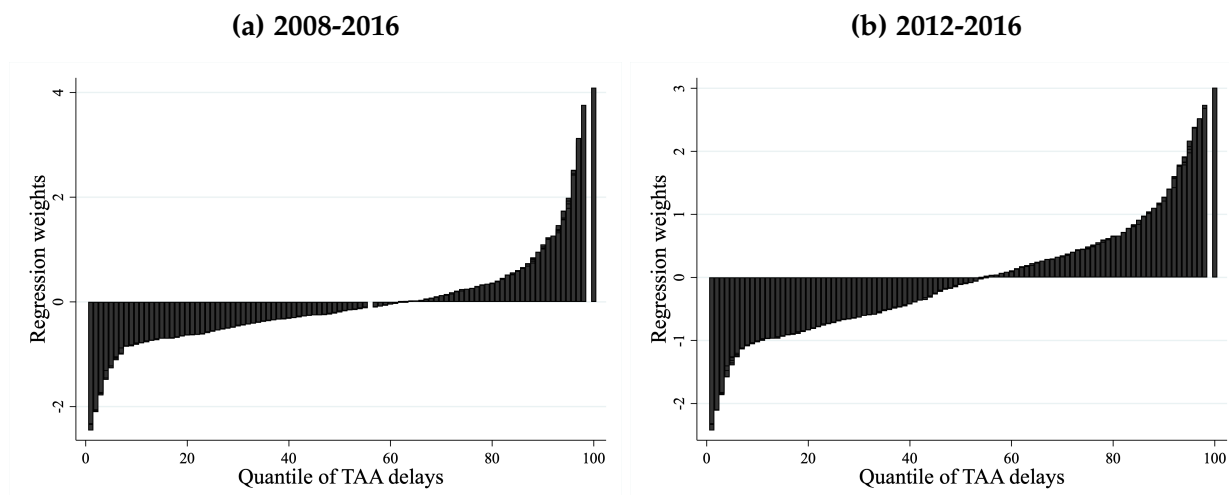 (a) 2008-2016
Regression weights
4
2
0
-2
0 20 40 60 80 100
Quantile of TAA delays
(b) 2012-2016
Regression weights
3
2
1
0
-1
-2
0 20 40 60 80 100
Quantile of TAA delays